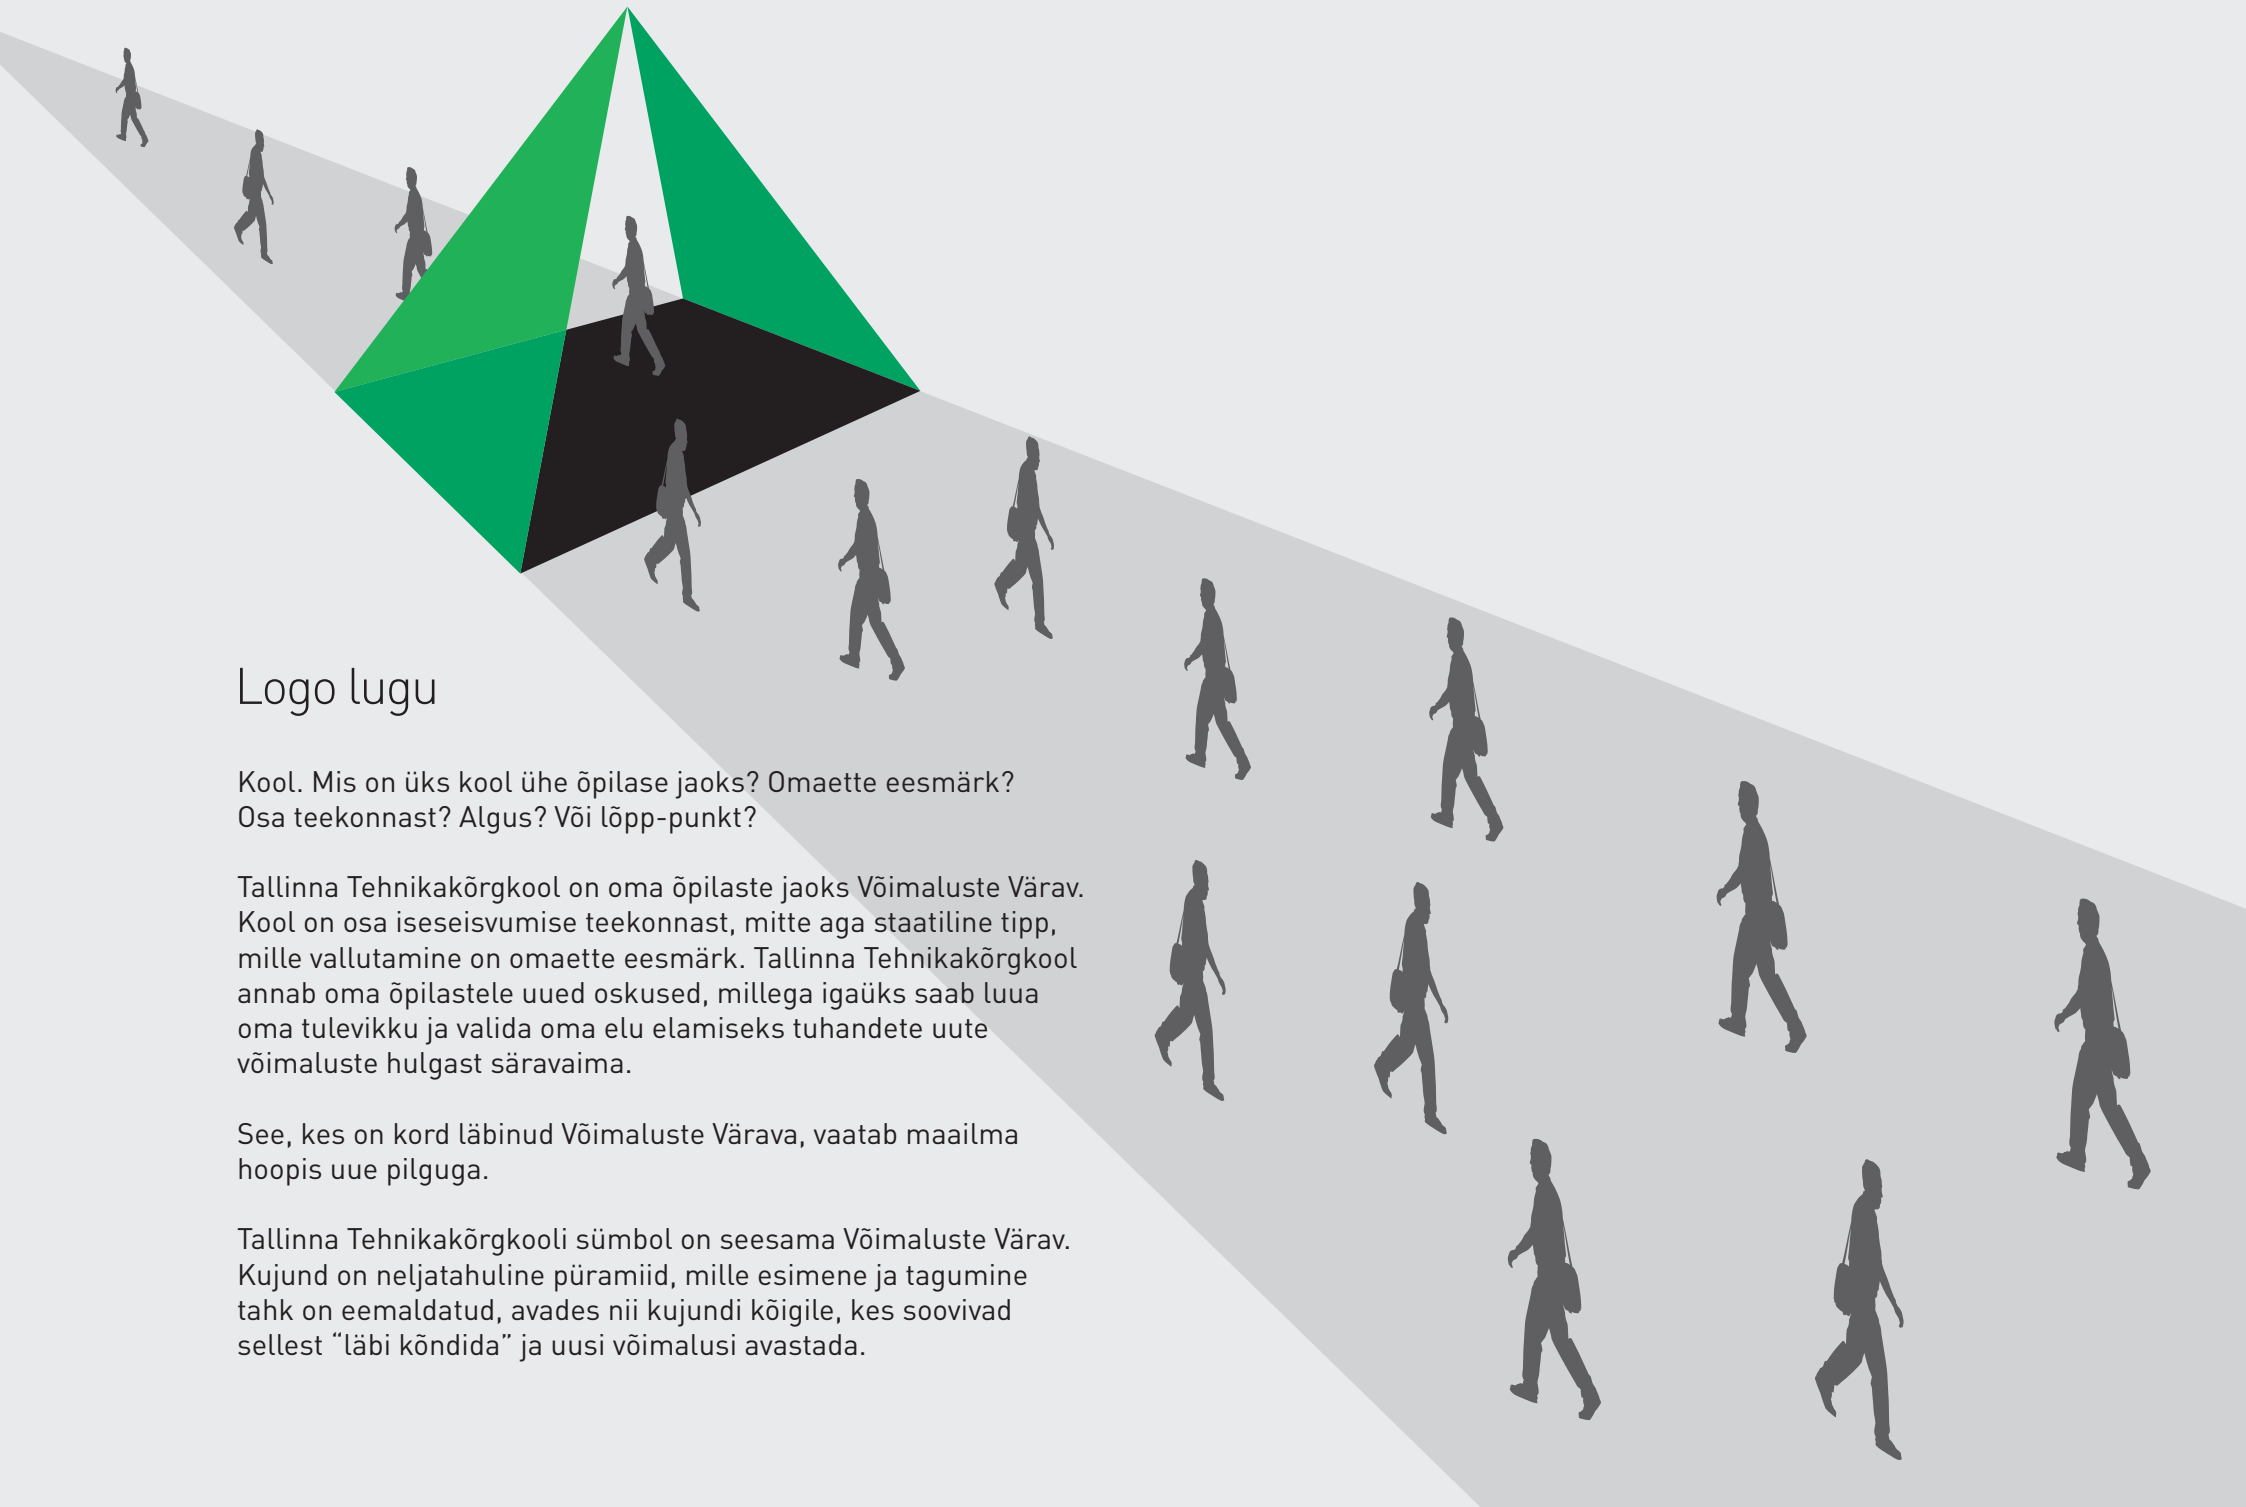 Logo lugu
Kool. Mis on üks kool ühe õpilase jaoks? Omaette eesmärk?
Osa teekonnast? Algus? Või lõpp-punkt?
Tallinna Tehnikakõrgkool on oma õpilaste jaoks Võimaluste Värav.
Kool on osa iseseisvumise teekonnast, mitte aga staatiline tipp,
mille vallutamine on omaette eesmärk. Tallinna Tehnikakõrgkool
annab oma õpilastele uued oskused, millega igaüks saab luua
oma tulevikku ja valida oma elu elamiseks tuhandete uute
võimaluste hulgast säravaima.
See, kes on kord läbinud Võimaluste Värava, vaatab maailma
hoopis uue pilguga.
Tallinna Tehnikakõrgkooli sümbol on seesama Võimaluste Värav.
Kujund on neljatahuline püramiid, mille esimene ja tagumine
tahk on eemaldatud, avades nii kujundi kõigile, kes soovivad
sellest “läbi kõndida” ja uusi võimalusi avastada.